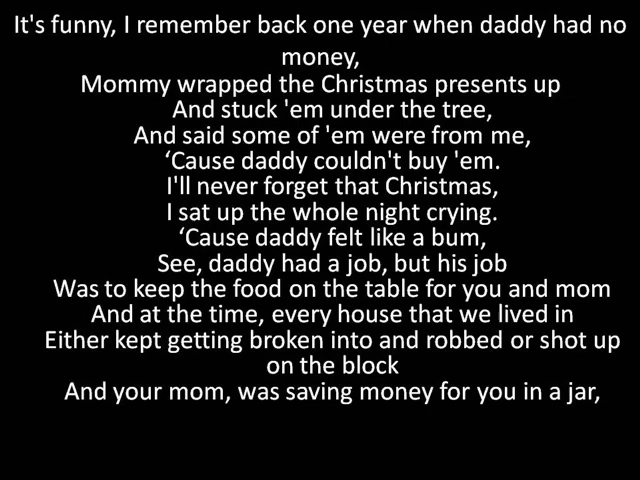 It's funny, I remember back one year when daddy had no
money,
Mommy wrapped the Christmas presents up
And stuck 'em under the tree,
And said some of 'em were from me,
‘Cause daddy couldn't buy 'em.
I'll never forget that Christmas,
I sat up the whole night crying.
‘Cause daddy felt like a bum,
See, daddy had a job, but his job
Was to keep the food on the table for you and mom
And at the time, every house that we lived in
Either kept getting broken into and robbed or shot up
on the block
And your mom, was saving money for you in a jar,